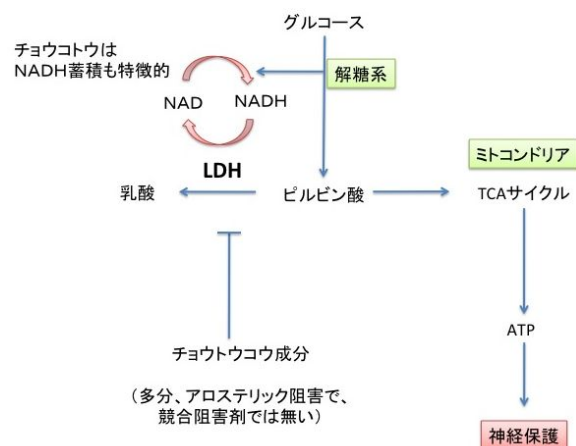 グルコース
チョウコトウは
NADH蓄積も特徴的
解糖系
NAD
NADH
ミトコンドリア
LDH
乳酸
ピルビン酸
TCAサイクル
チョウトウコウ成分
ATP
(多分、アロステリック阻害で、
競合阻害剤では無い)
神経保護